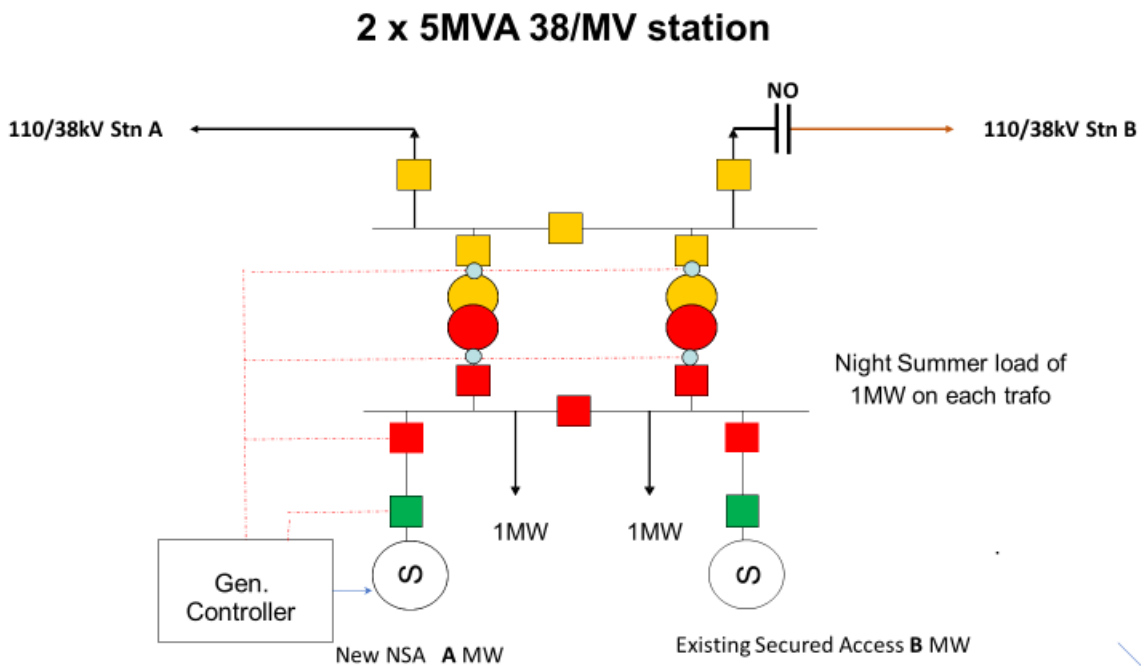 2 x 5MVA 38/MV station
NO
110/38kV Stn A
110/38kV Stn B
Night Summer load of
1MW on each trafo
1MW
1MW
Gen.
Controller
S
S
New NSA A MW
Existing Secured Access B MW